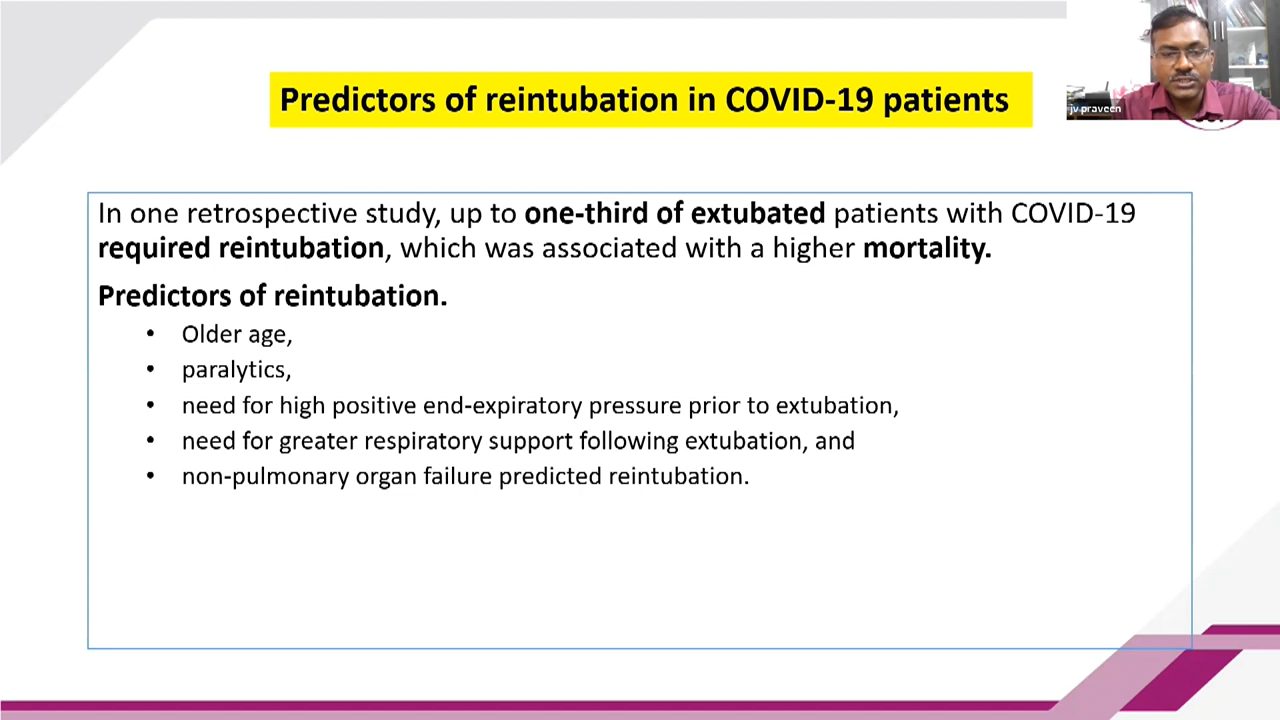 Predictors of reintubation in COVID-19 patients
jv praveen
In one retrospective study, up to one-third of extubated patients with COVID-19
required reintubation, which was associated with a higher mortality.
Predictors of reintubation.
• Older age,
• paralytics,
• need for high positive end-expiratory pressure prior to extubation,
• need for greater respiratory support following extubation, and
• non-pulmonary organ failure predicted reintubation.